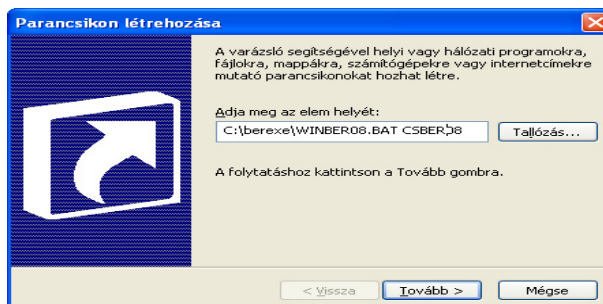 Parancsikon létrehozása
A varázsló segítségével helyi vagy hálózati programokra,
fájlokra, mappákra, számítógépekre vagy internetcímekre
mutató parancsikonokat hozhat létre.
Adja meg az elem helyét:
C:\berexe\WINBER08.BAT CSBER08
Tallózás...
A folytatáshoz kattintson a Tovább gombra.
< Vissza
Tovább >
Mégse